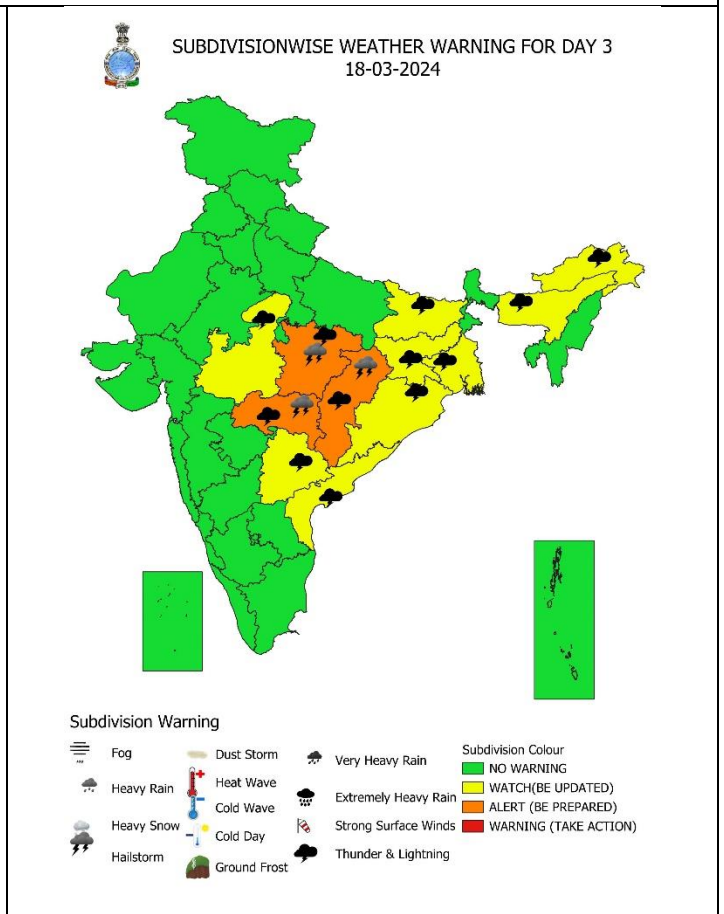 SUBDIVISIONWISE WEATHER WARNING FOR DAY 3
18-03-2024
Subdivision Warning
Fog
Heavy Rain
Heavy Snow
Hailstorm
Dust Storm
Heat Wave
Cold Wave
Cold Day
Ground Frost
Very Heavy Rain
Extremely Heavy Rain
Strong Surface Winds
Thunder & Lightning
Subdivision Colour
NO WARNING
WATCH(BE UPDATED)
ALERT (BE PREPARED)
WARNING (TAKE ACTION)